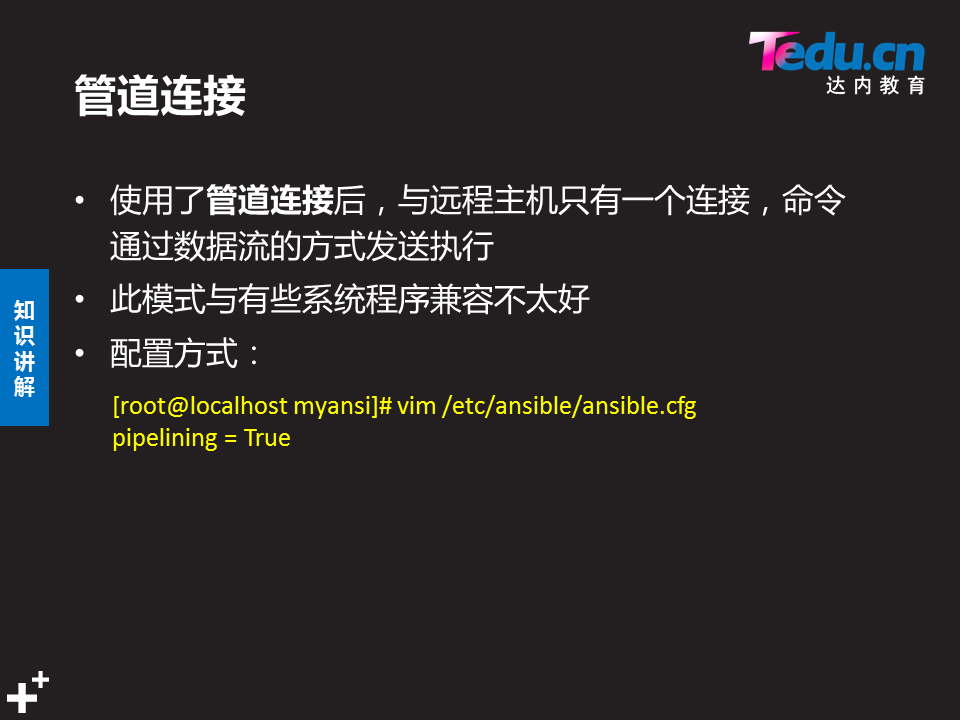 Tedu.cn
达内教育
管道连接
• 使用了管道连接后，与远程主机只有一个连接，命令
通过数据流的方式发送执行
• 此模式与有些系统程序兼容不太好
• 配置方式：
[root@localhost myansi]# vim /etc/ansible/ansible.cfg
pipelining = True
知
识
讲
解